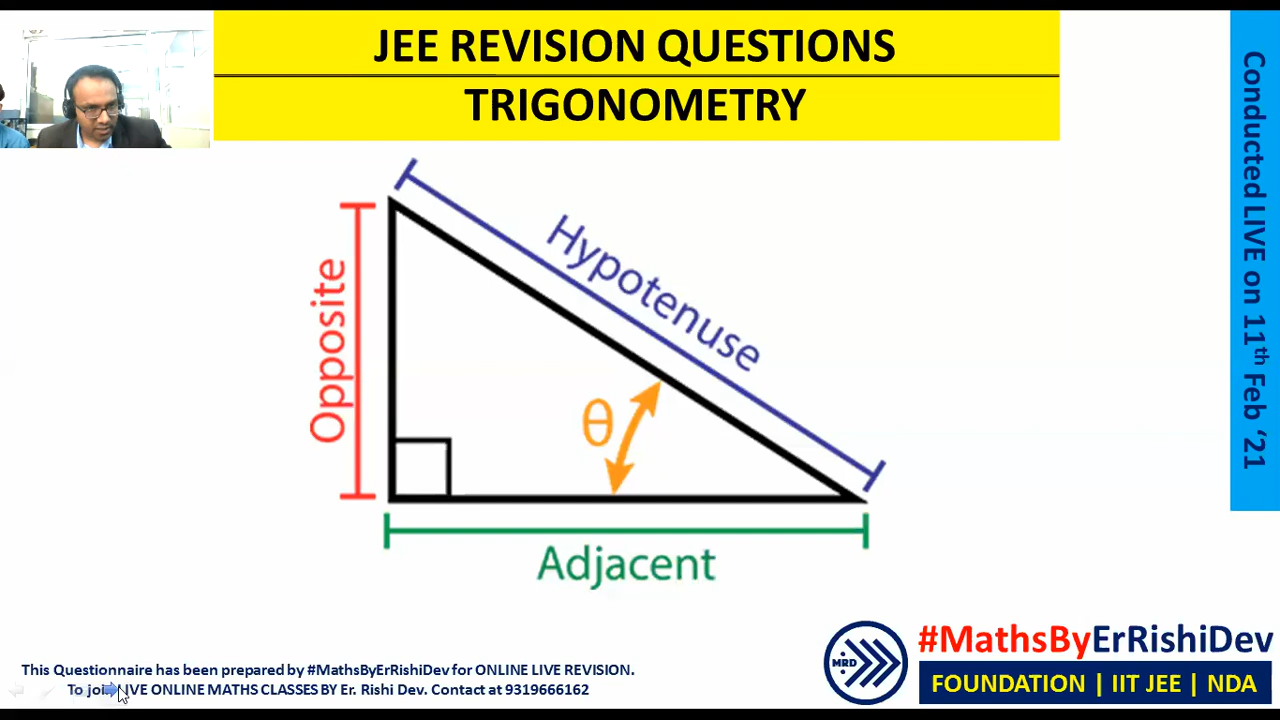 JEE REVISION QUESTIONS
TRIGONOMETRY
Conducted LIVE on 11th Feb '21
Hypotenuse
Opposite
θ
Adjacent
This Questionnaire has been prepared by #MathsByErRishiDev for ONLINE LIVE REVISION.
To join LIVE ONLINE MATHS CLASSES BY Er. Rishi Dev. Contact at 9319666162
MRD
#MathsByErRishiDev
FOUNDATION | IIT JEE | NDA